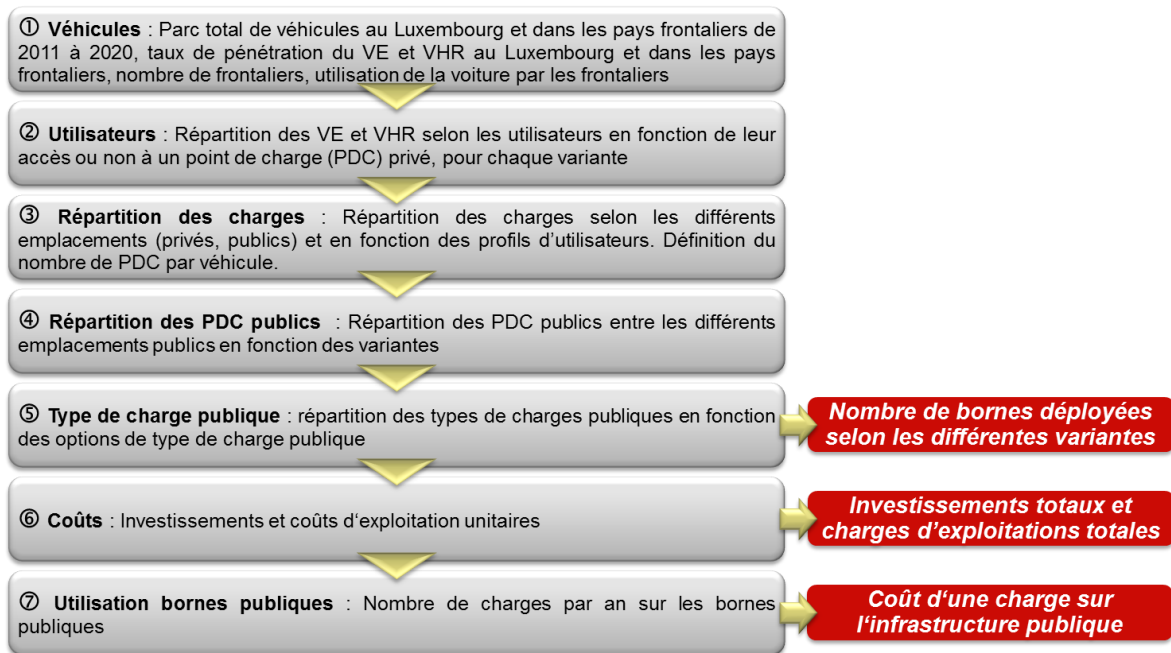 ① Véhicules : Parc total de véhicules au Luxembourg et dans les pays frontaliers de
2011 à 2020, taux de pénétration du VE et VHR au Luxembourg et dans les pays
frontaliers, nombre de frontaliers, utilisation de la voiture par les frontaliers
② Utilisateurs : Répartition des VE et VHR selon les utilisateurs en fonction de leur
accès ou non à un point de charge (PDC) privé, pour chaque variante
③ Répartition des charges : Répartition des charges selon les différents
emplacements (privés, publics) et en fonction des profils d’utilisateurs. Définition du
nombre de PDC par véhicule.
④ Répartition des PDC publics : Répartition des PDC publics entre les différents
emplacements publics en fonction des variantes
⑤ Type de charge publique : répartition des types de charges publiques en fonction
des options de type de charge publique
Nombre de bornes déployées
selon les différentes variantes
⑥ Coûts : Investissements et coûts d‘exploitation unitaires
Investissements totaux et
charges d’exploitations totales
⑦ Utilisation bornes publiques : Nombre de charges par an sur les bornes
publiques
Coût d‘une charge sur
l‘infrastructure publique